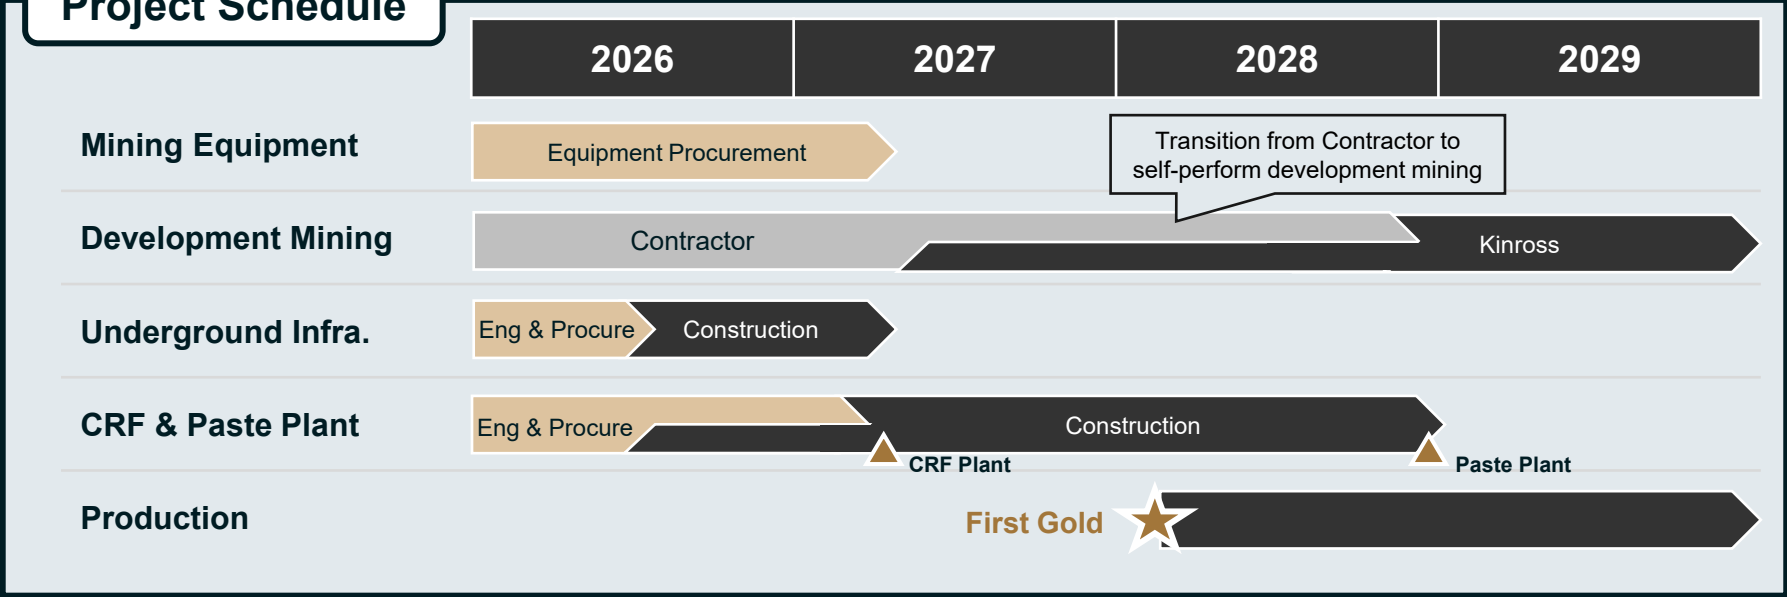 Project Schedule
2026
2027
2028
2029
Mining Equipment
Equipment Procurement
Transition from Contractor to
self-perform development mining
Development Mining
Contractor
Kinross
Underground Infra.
Eng & Procure
Construction
CRF & Paste Plant
Eng & Procure
Construction
CRF Plant
Paste Plant
Production
First Gold